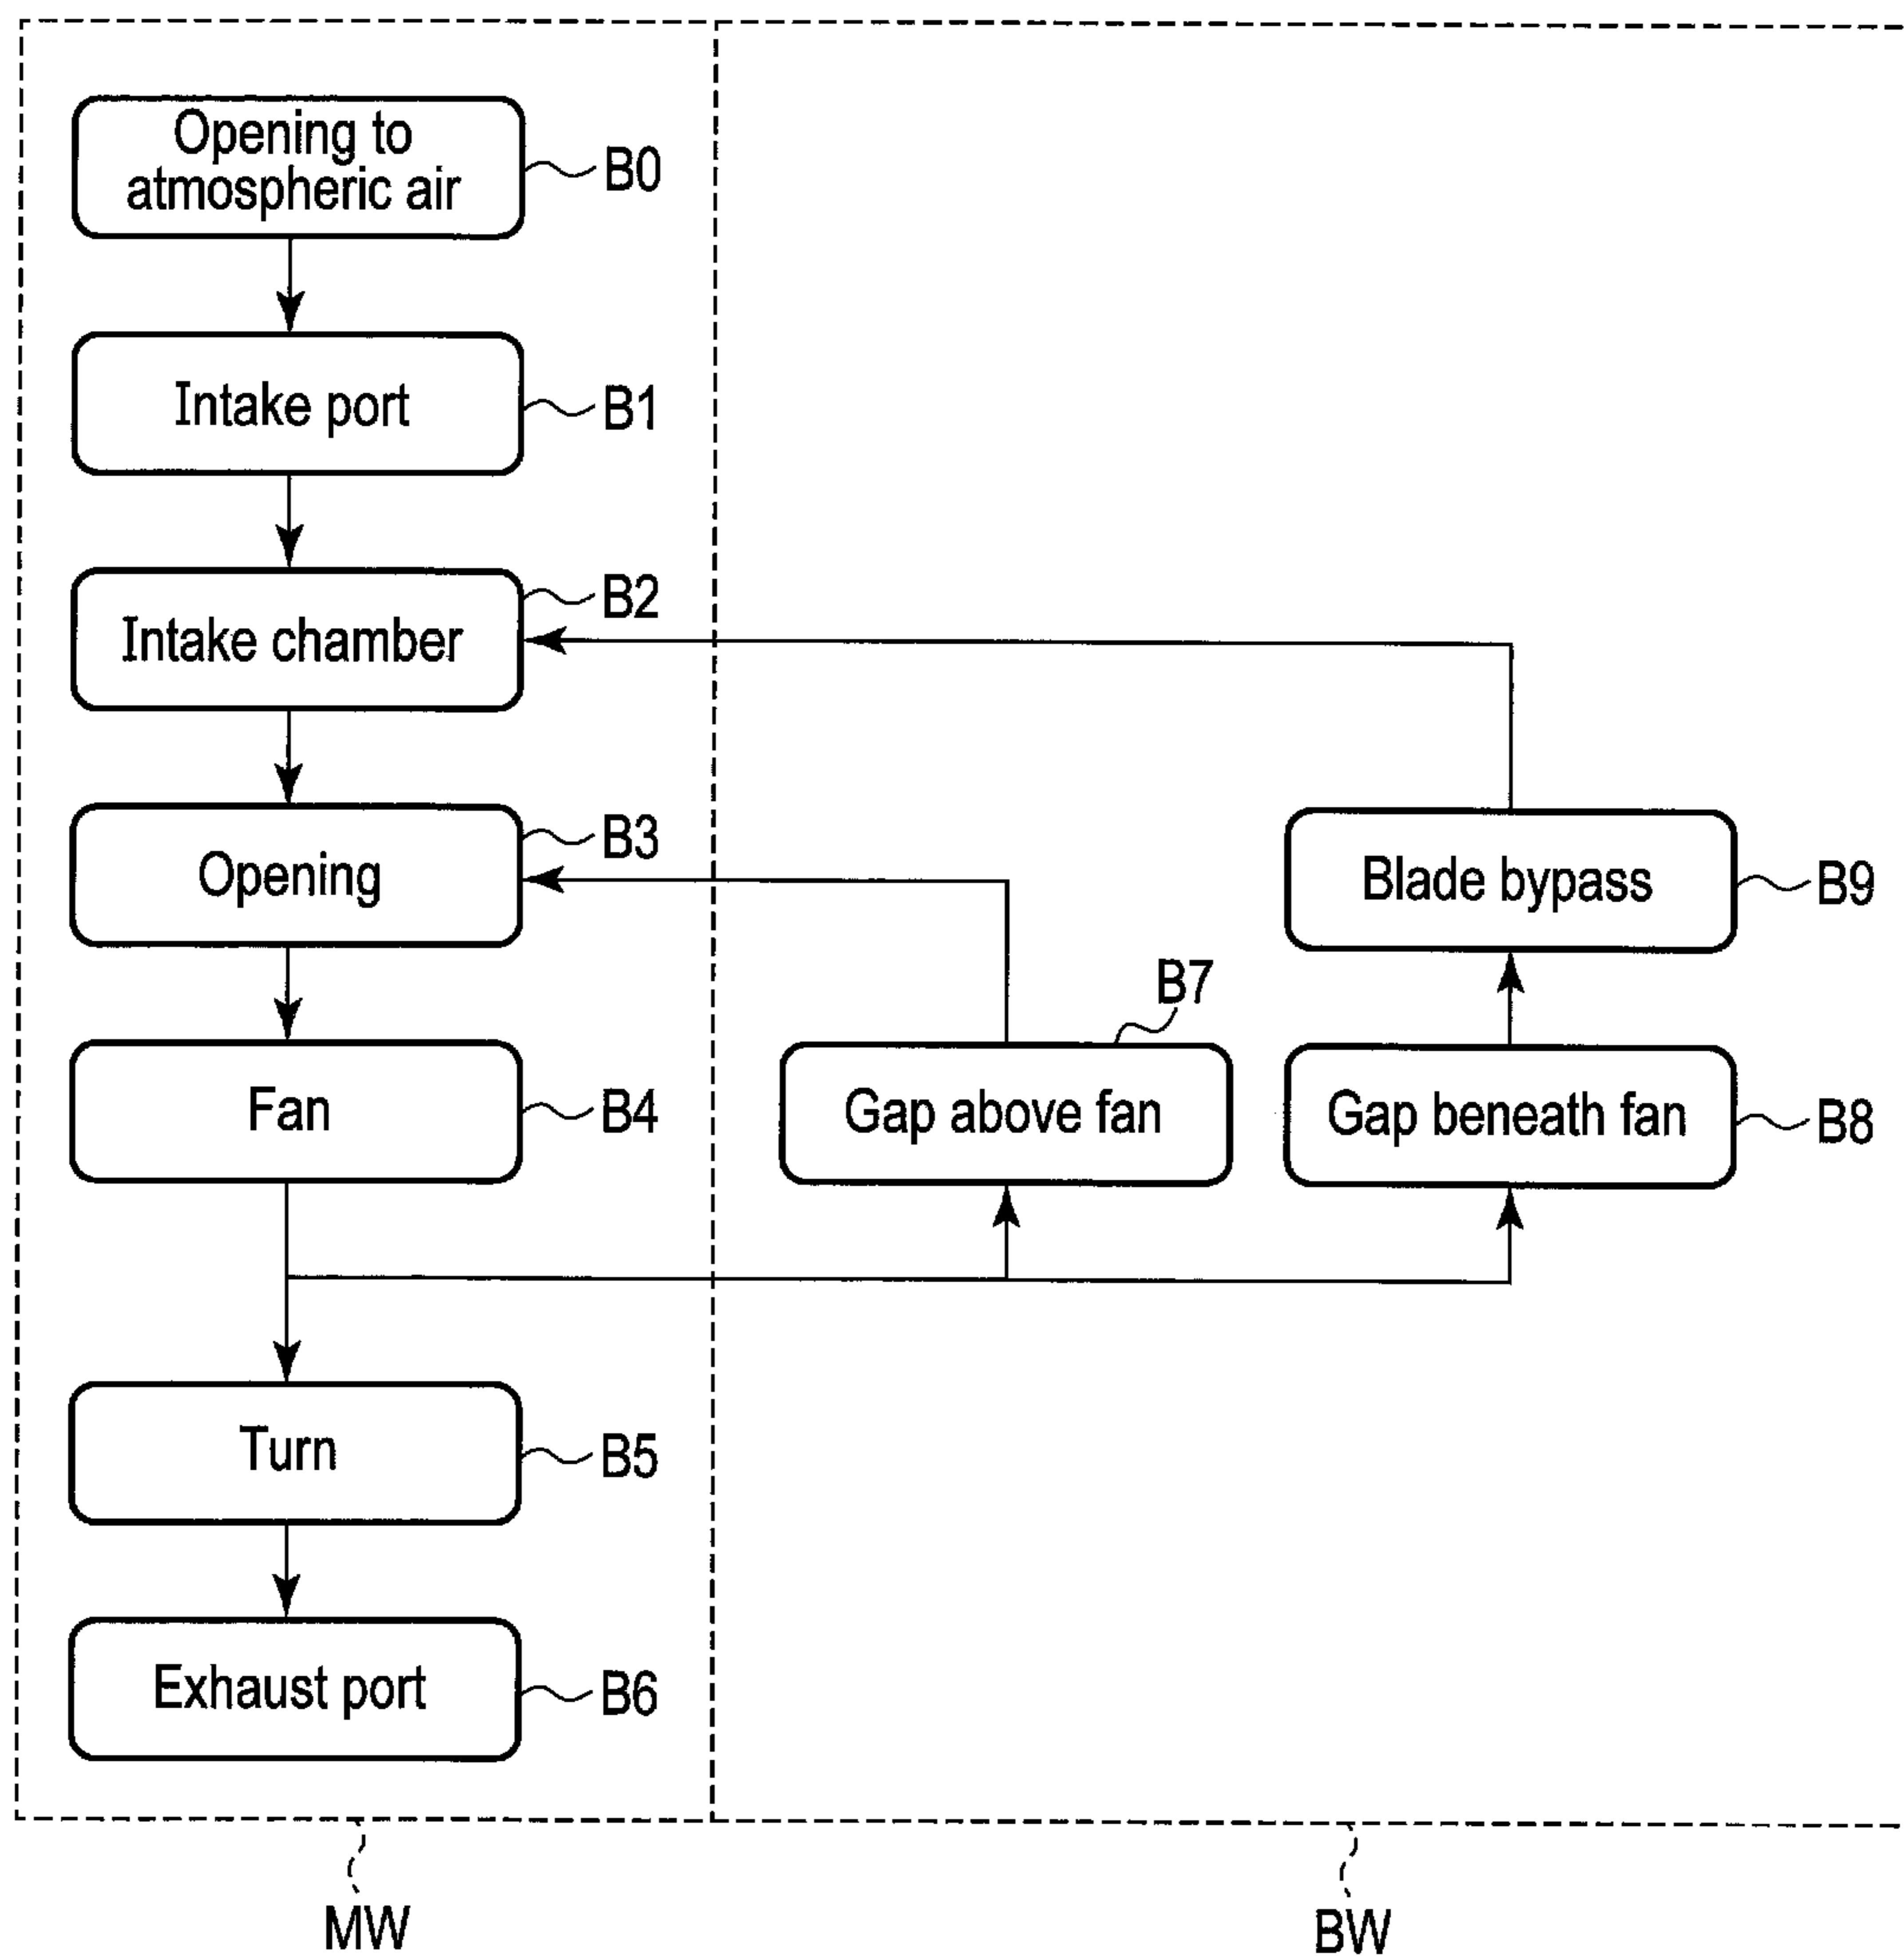 Opening to
atmospheric air
B0
Intake port
B1
Intake chamber
B2
Opening
B3
Blade bypass
B9
B7
Fan
B4
Gap above fan
Gap beneath fan
B8
Turn
B5
Exhaust port
B6
MW
BW